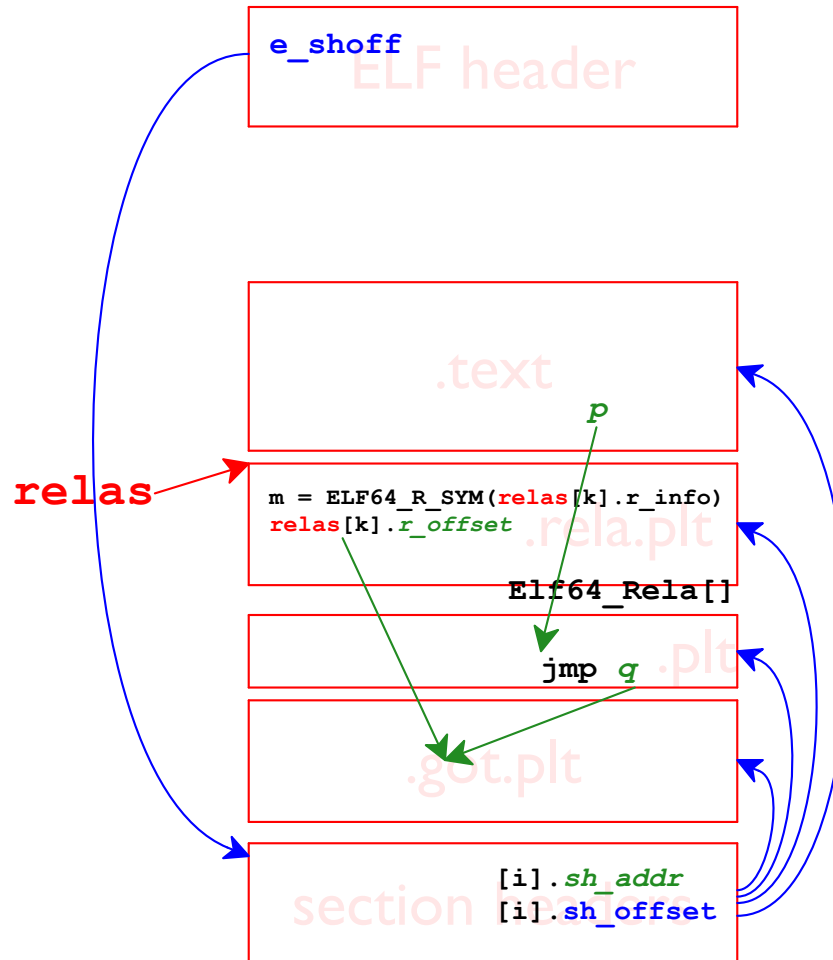 e_shoff
ELF header
.text
p
relas
m = ELF64_R_SYM(relas[k].r_info)
relas[k].r_offset
.rela.plt
Elf64_Rela[]
.plt
jmp q
.got.plt
[i].sh_addr
[i].sh_offset
section headers